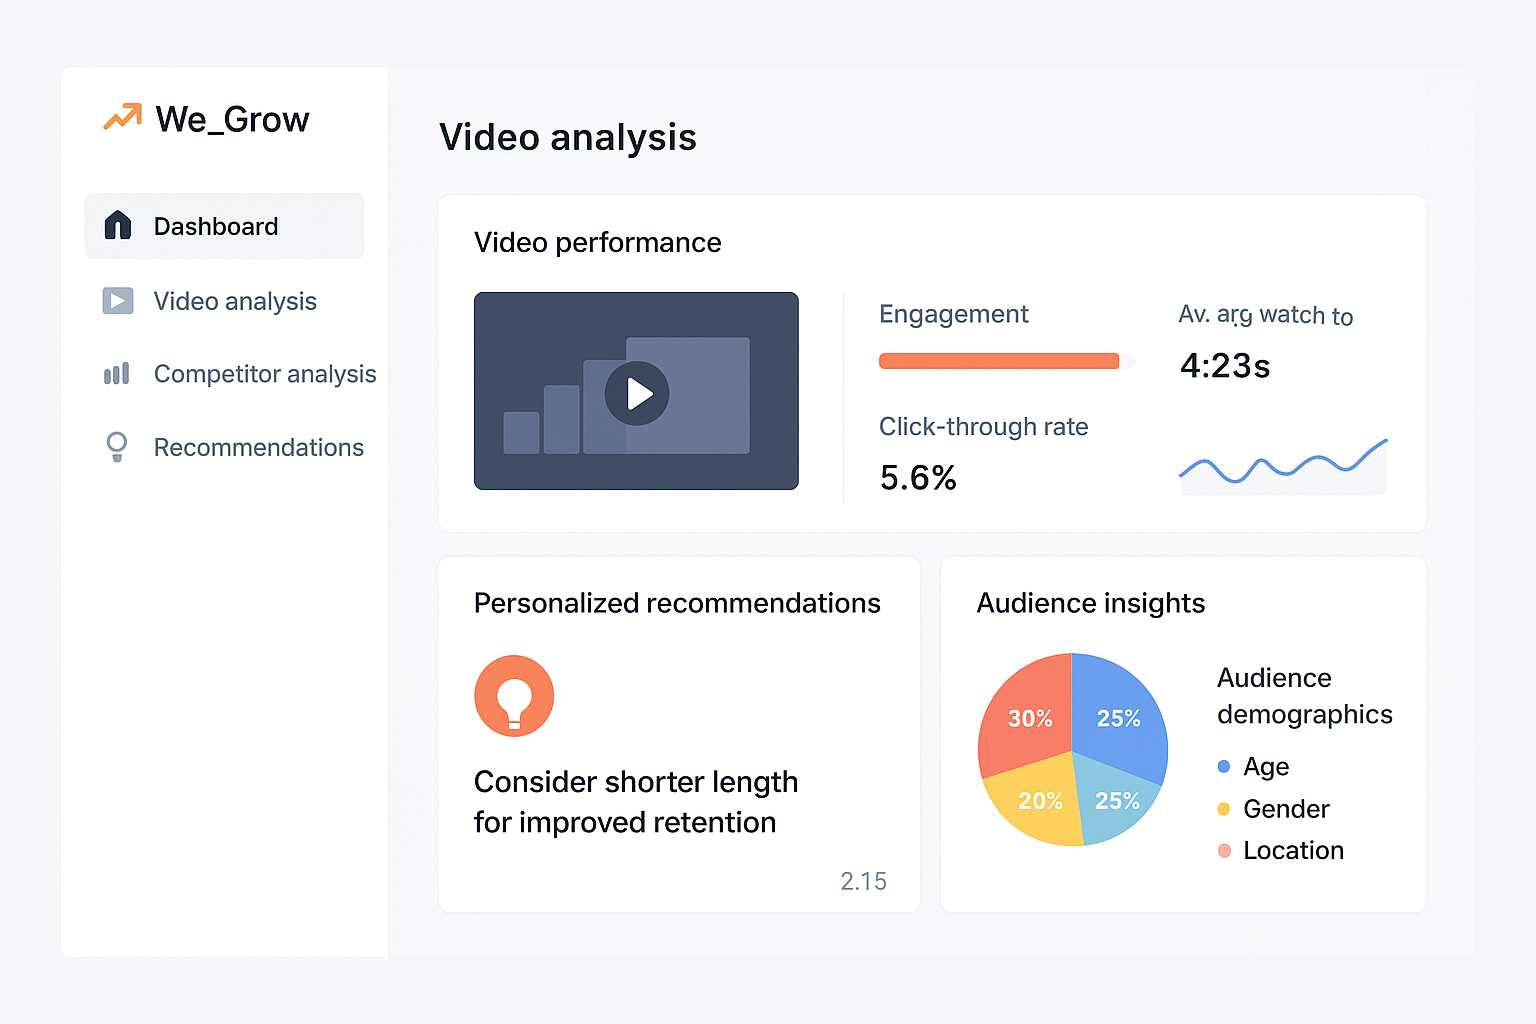 We_Grow
Dashboard
Video analysis
Competitor analysis
Recommendations
Video analysis
Video performance
Engagement
Av. arg watch to
4:23s
Click-through rate
5.6%
Personalized recommendations
Consider shorter length
for improved retention
2.15
Audience insights
30%
25%
20%
25%
Audience
demographics
Age
Gender
Location